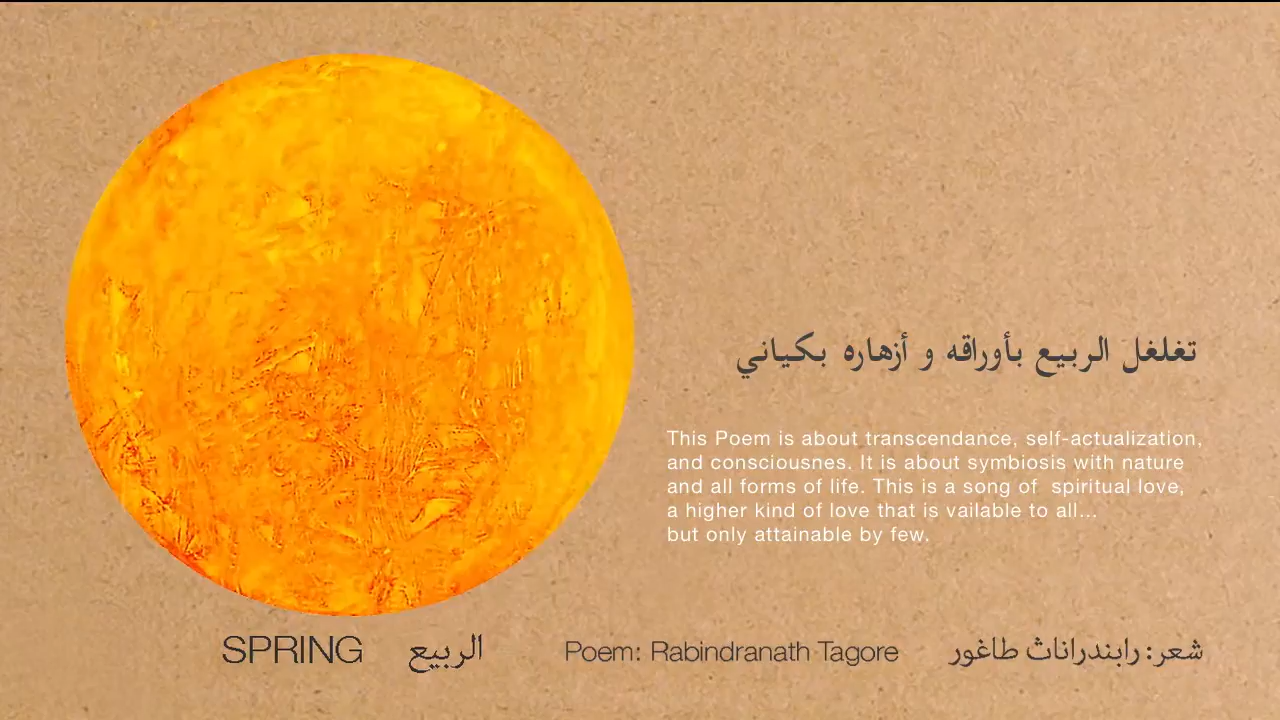 تغلغل الربيع بأوراقه و أزهاره بكياني
This Poem is about transcendance, self-actualization,
and consciousnes. It is about symbiosis with nature
and all forms of life. This is a song of  spiritual love,
a higher kind of love that is vailable to all...
but only attainable by few.
SPRING الربيع Poem: Rabindranath Tagore شعر: رابندراناث طاغور